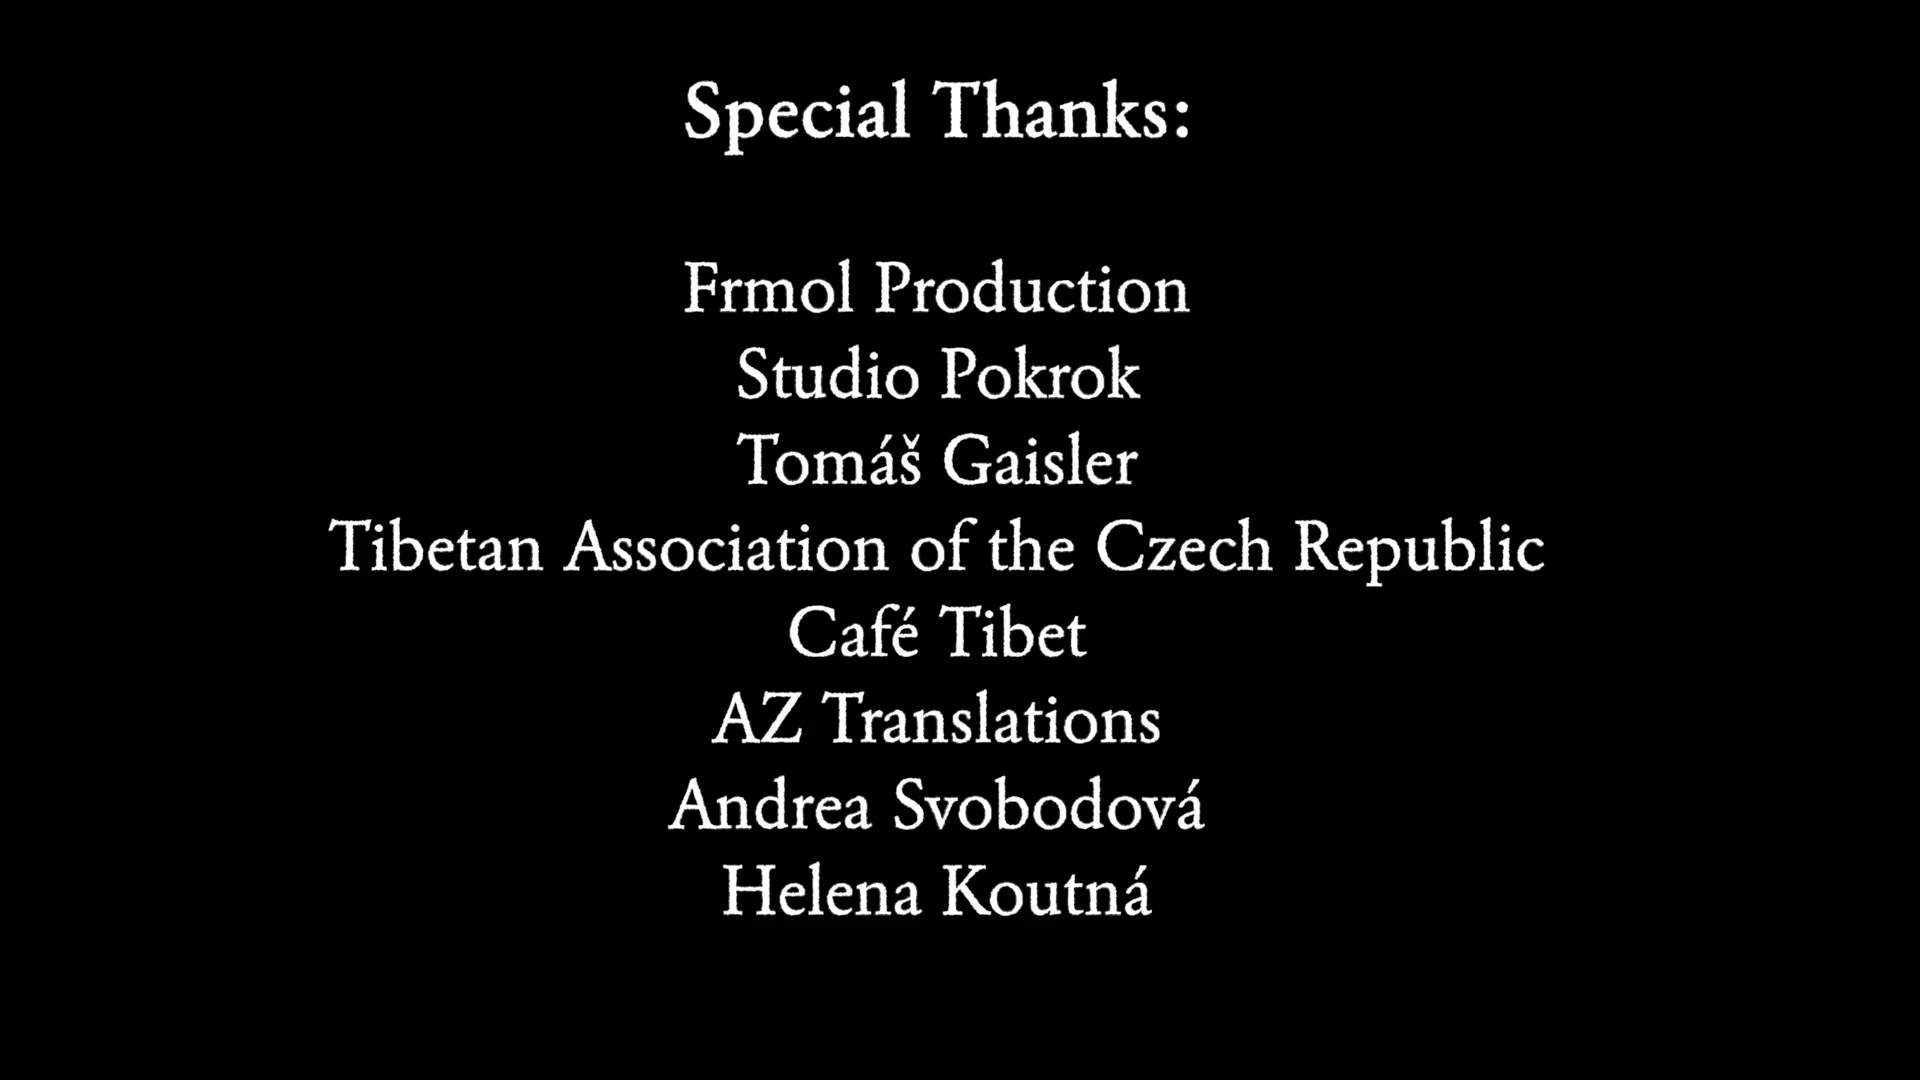 Special Thanks:
Frmol Production
Studio Pokrok
Tomáš Gaisler
Tibetan Association of the Czech Republic
Café Tibet
AZ Translations
Andrea Svobodová
Helena Koutná